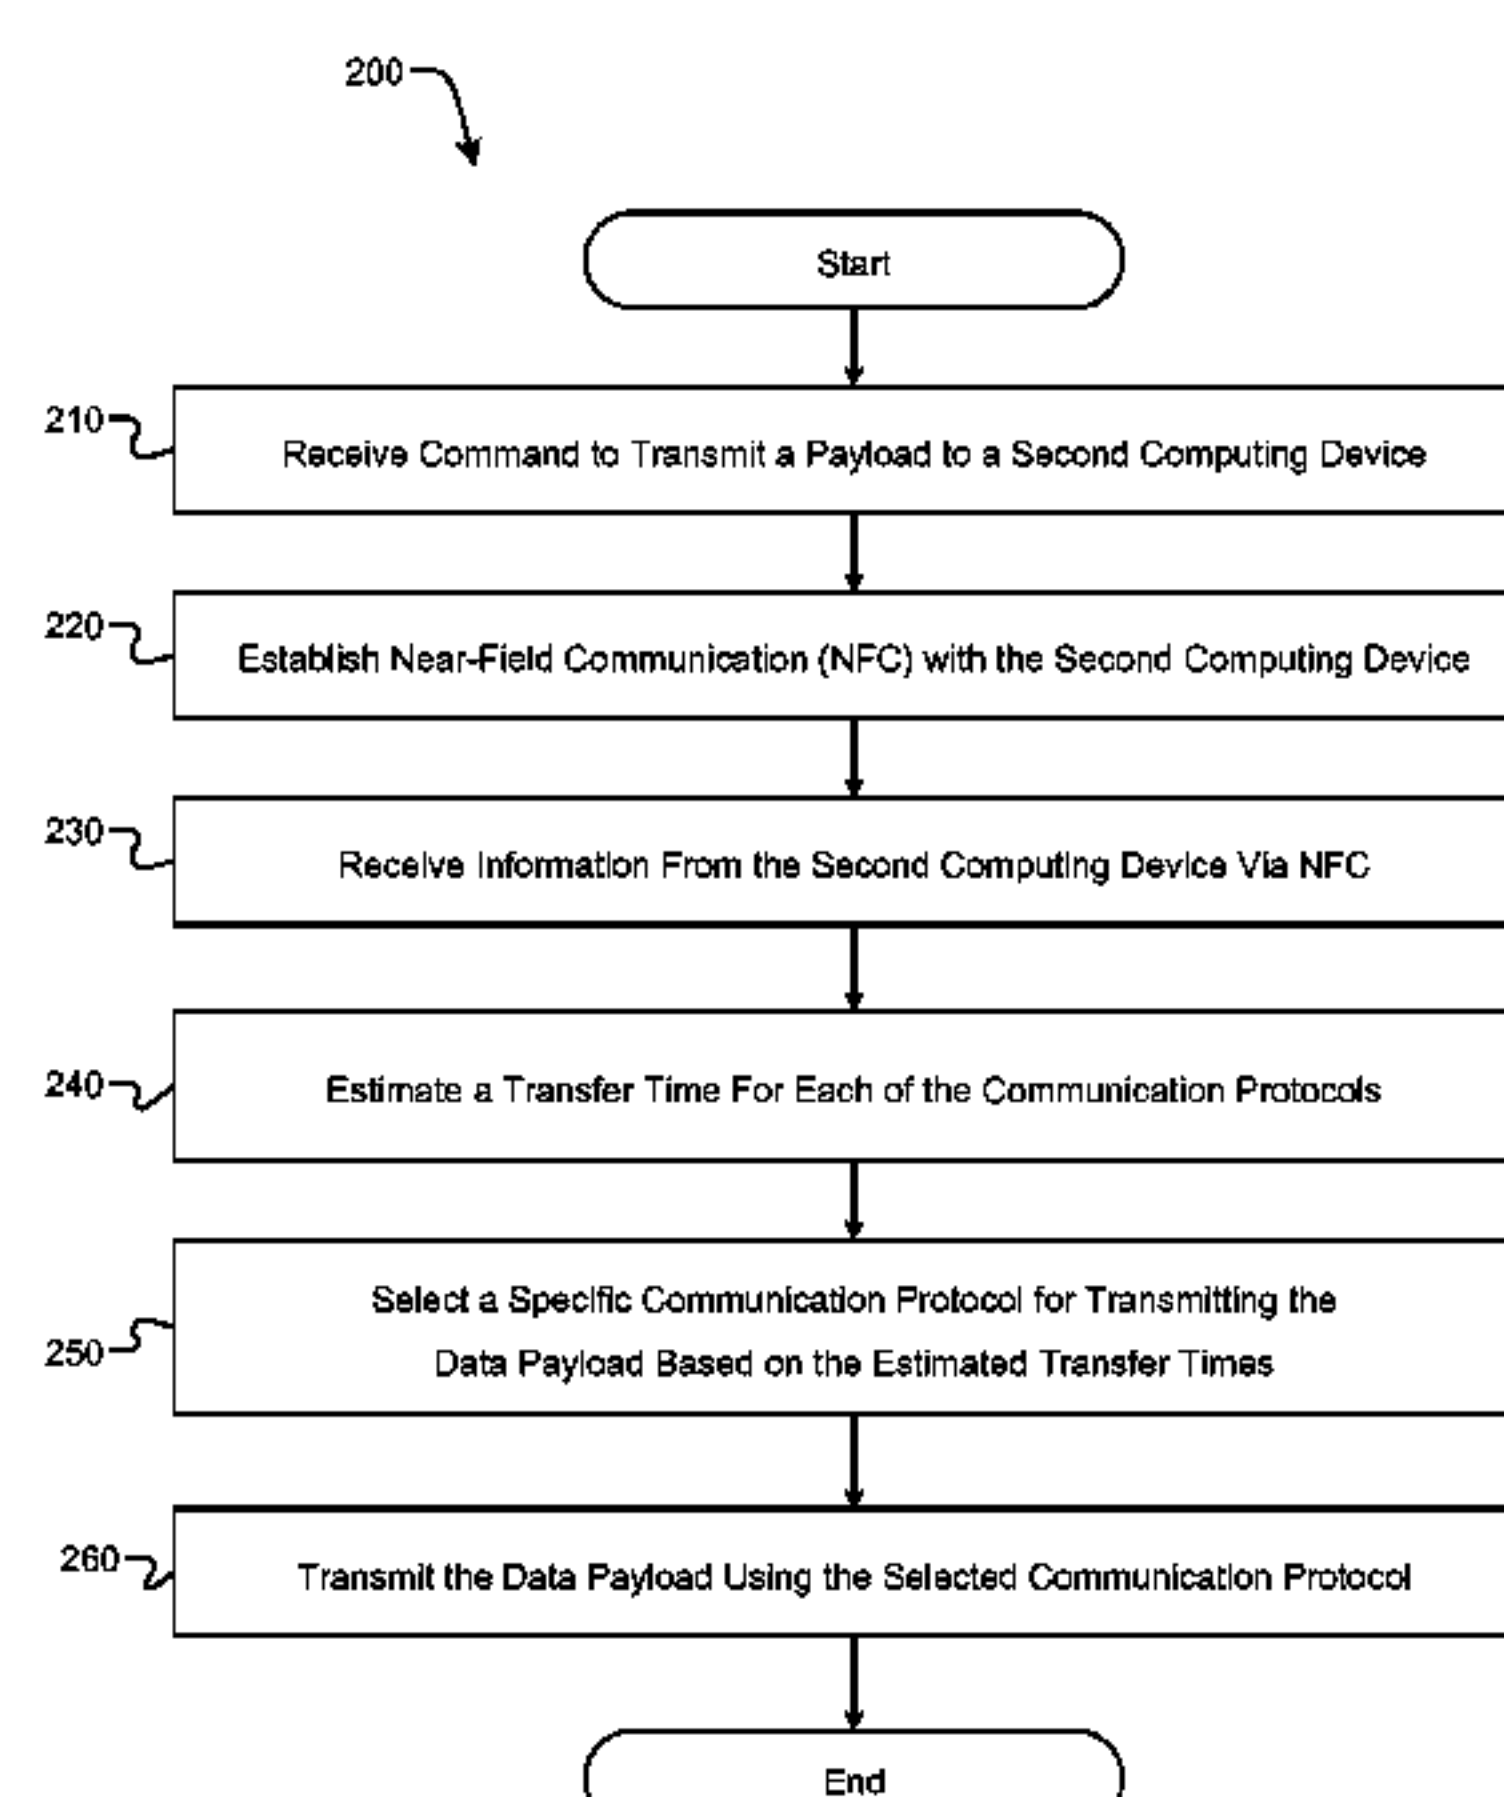 200
Start
210
Receive Command to Transmit a Payload to a Second Computing Device
220
Establish Near-Field Communication (NFC) with the Second Computing Device
230
Receive Information From the Second Computing Device Via NFC
240
Estimate a Transfer Time For Each of the Communication Protocols
Select a Specific Communication Protocol for Transmitting the
250
Data Payload Based on the Estimated Transfer Times
260
Transmit the Data Payload Using the Selected Communication Protocol
End